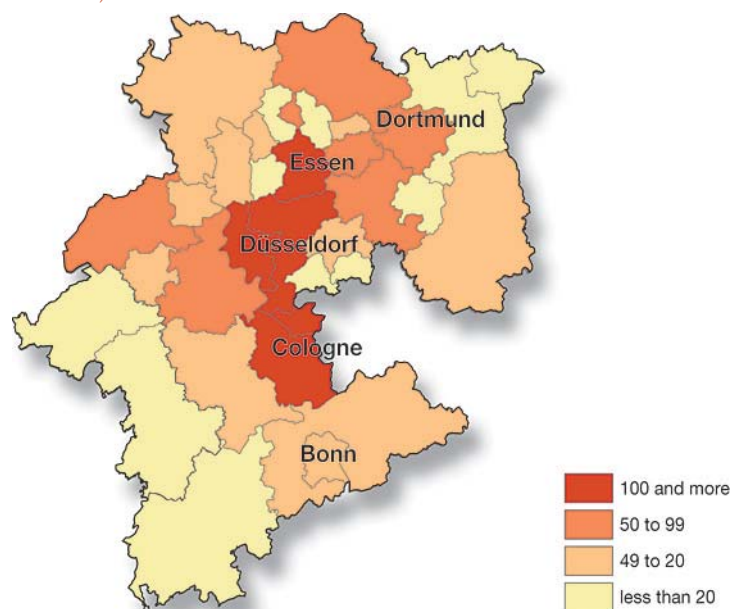 Dortmund
Essen
Düsseldorf
Cologne
Bonn
100 and more
50 to 99
49 to 20
less than 20